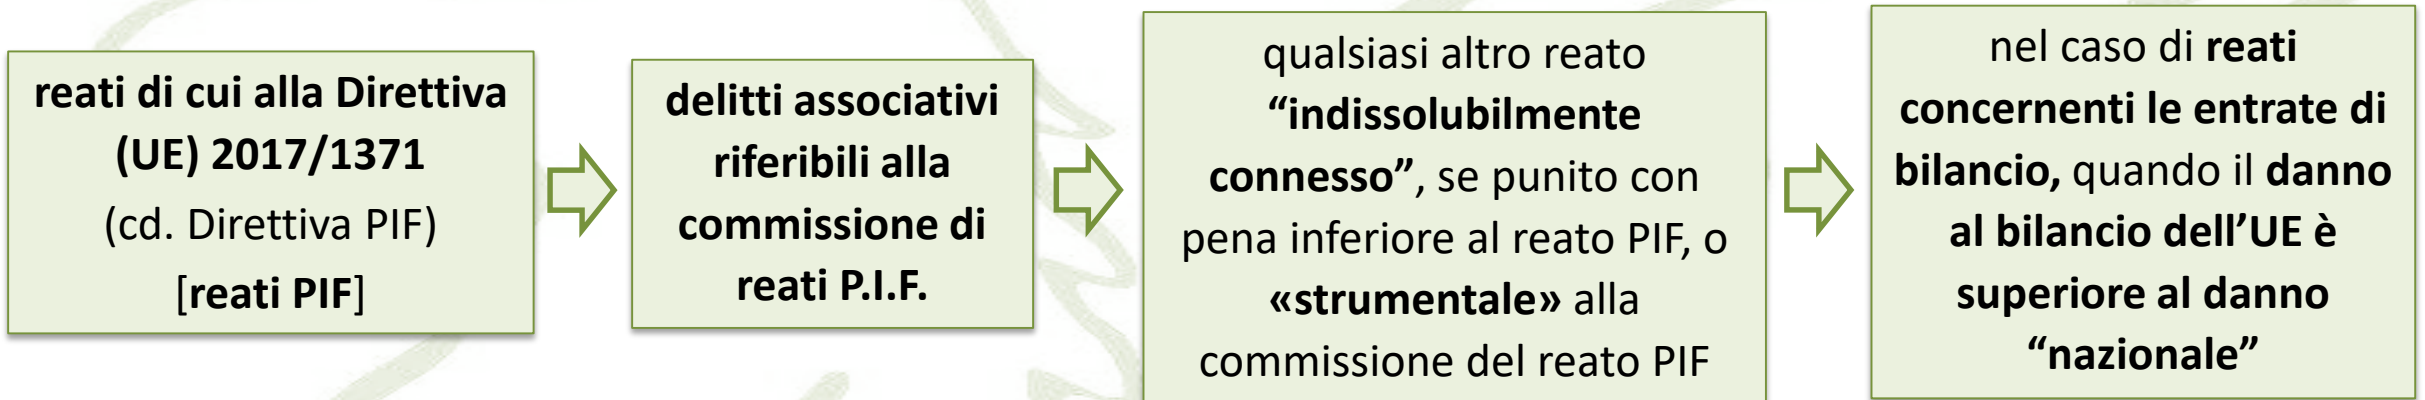 reati di cui alla Direttiva
(UE) 2017/1371
(cd. Direttiva PIF)
[reati PIF]
delitti associativi
riferibili alla
commissione di
reati P.I.F.
qualsiasi altro reato
“indissolubilmente
connesso”, se punito con
pena inferiore al reato PIF, o
«strumentale» alla
commissione del reato PIF
nel caso di reati
concernenti le entrate di
bilancio, quando il danno
al bilancio dell’UE è
superiore al danno
“nazionale”